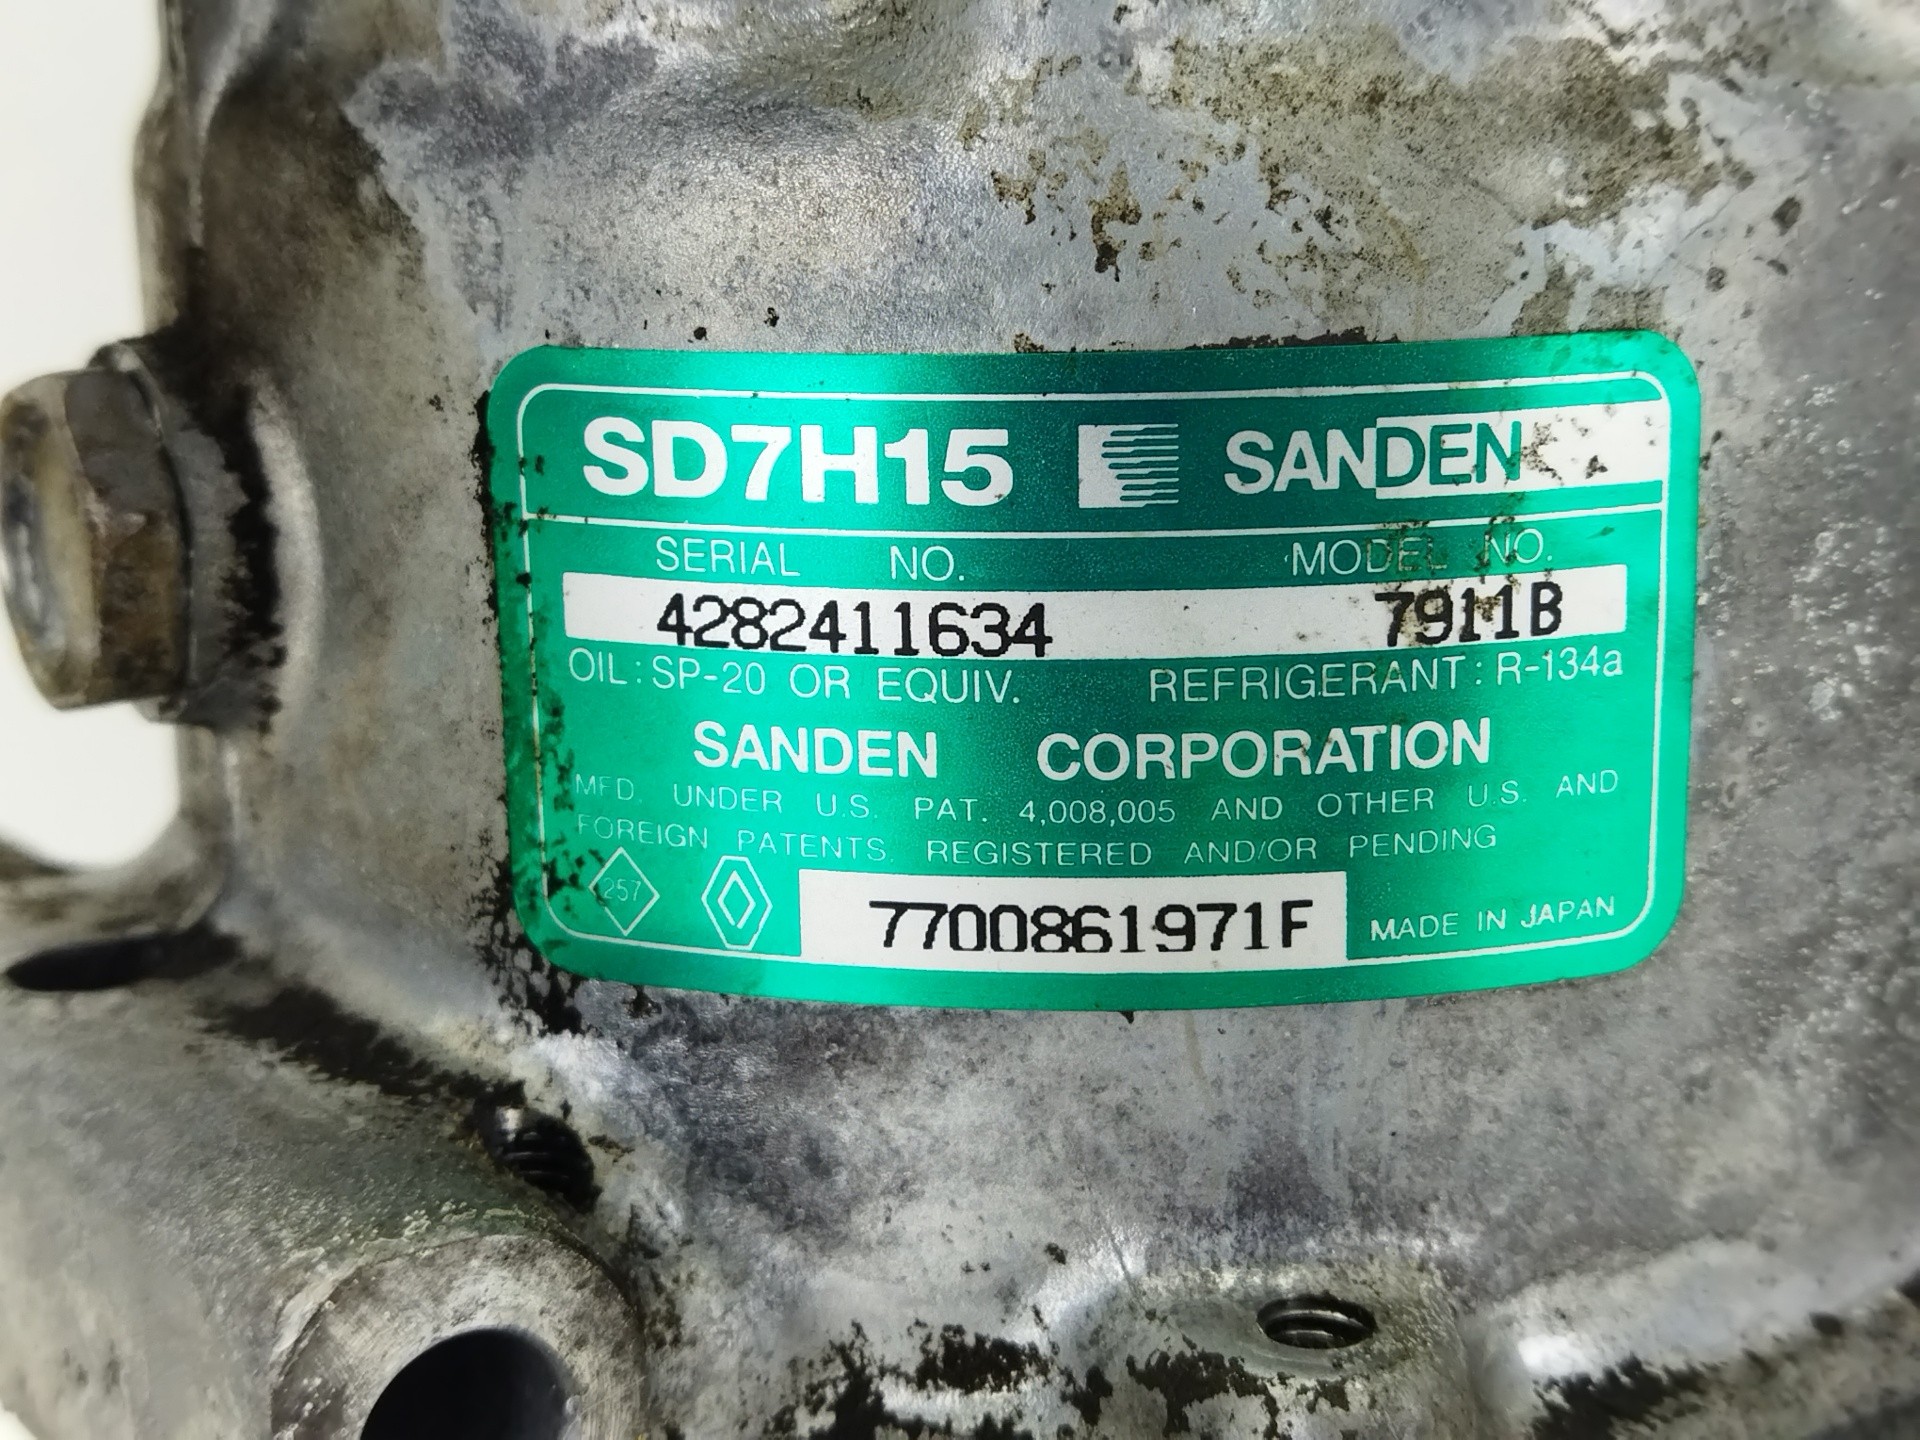 SD7H15 SANDEN
SERIAL NO. MODEL NO.
4282411634 7911B
OIL: SP-20 OR EQUIV. REFRIGERANT: R-134a
SANDEN CORPORATION
MFD. UNDER U.S. PAT. 4,008,005 AND OTHER U.S. AND
FOREIGN PATENTS. REGISTERED AND/OR PENDING
257 7700861971F MADE IN JAPAN